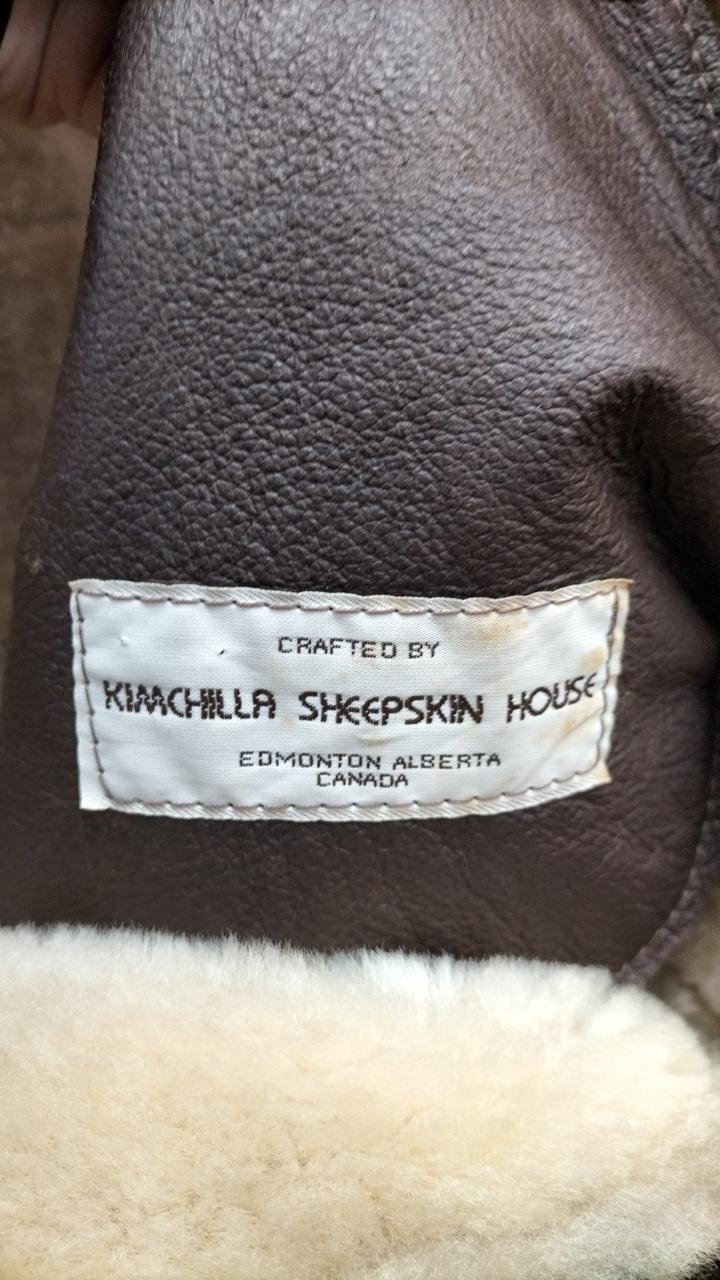 CRAFTED BY
KIMCHILLA SHEEPSKIN HOUSE
EDMONTON ALBERTA
CANADA